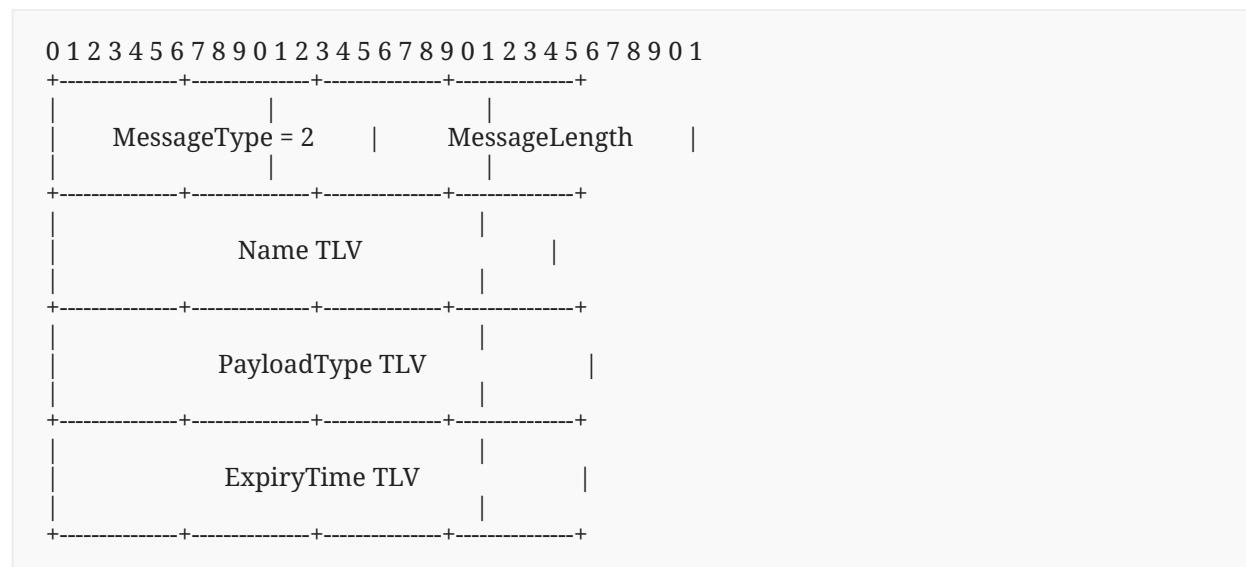 0 1 2 3 4 5 6 7 8 9 0 1 2 3 4 5 6 7 8 9 0 1 2 3 4 5 6 7 8 9 0 1
+---------------+---------------+---------------+---------------+
| | |
| MessageType = 2 | MessageLength |
| | |
+---------------+---------------+---------------+---------------+
| |
| Name TLV |
| |
+---------------+---------------+---------------+---------------+
| |
| PayloadType TLV |
| |
+---------------+---------------+---------------+---------------+
| |
| ExpiryTime TLV |
| |
+---------------+---------------+---------------+---------------+